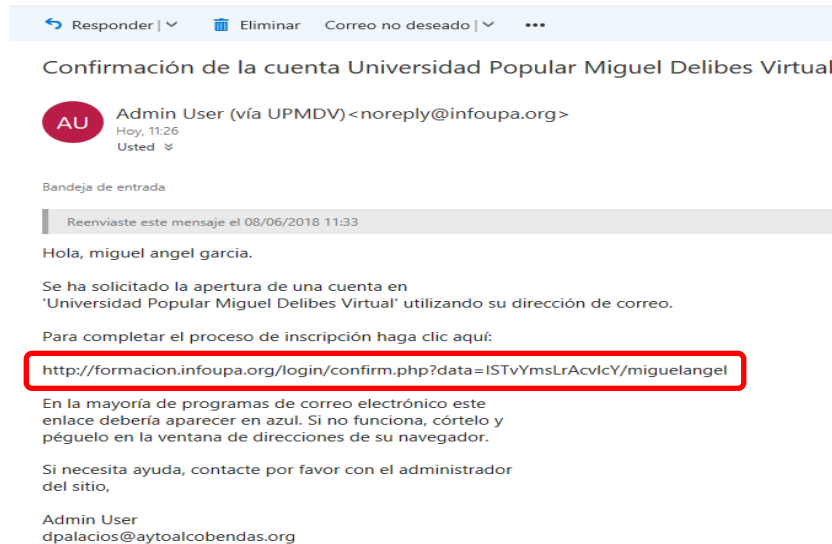 Responder | Eliminar Correo no deseado | ...
Confirmación de la cuenta Universidad Popular Miguel Delibes Virtual
AU
Admin User (vía UPMDV)<noreply@infoupa.org>
Hoy, 11:26
Usted
Bandeja de entrada
Reenviaste este mensaje el 08/06/2018 11:33
Hola, miguel angel garcia.
Se ha solicitado la apertura de una cuenta en
'Universidad Popular Miguel Delibes Virtual' utilizando su dirección de correo.
Para completar el proceso de inscripción haga clic aquí:
http://formacion.infoupa.org/login/confirm.php?data=ISTvYmsLrAcvIcY/miguelangel
En la mayoría de programas de correo electrónico este
enlace debería aparecer en azul. Si no funciona, córtelo y
péguelo en la ventana de direcciones de su navegador.
Si necesita ayuda, contacte por favor con el administrador
del sitio,
Admin User
dpalacios@aytoalcobendas.org